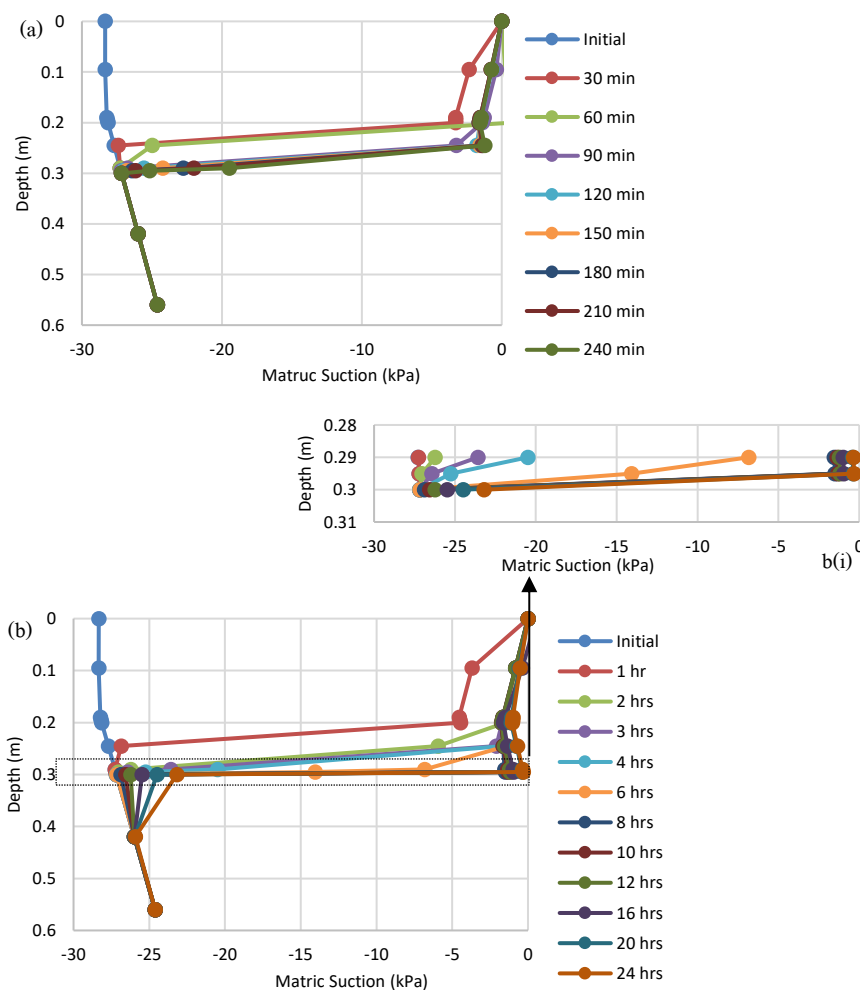 (a)
0
0.1
0.2
0.3
0.4
0.5
0.6
Depth (m)
-30 -20 -10 0
Matruc Suction (kPa)
Initial
30 min
60 min
90 min
120 min
150 min
180 min
210 min
240 min
0.28
0.29
0.3
0.31
Depth (m)
-30 -25 -20 -15 -10 -5 0
Matric Suction (kPa)
b(i)
(b)
0
0.1
0.2
0.3
0.4
0.5
0.6
Depth (m)
-30 -25 -20 -15 -10 -5 0
Matric Suction (kPa)
Initial
1 hr
2 hrs
3 hrs
4 hrs
6 hrs
8 hrs
10 hrs
12 hrs
16 hrs
20 hrs
24 hrs